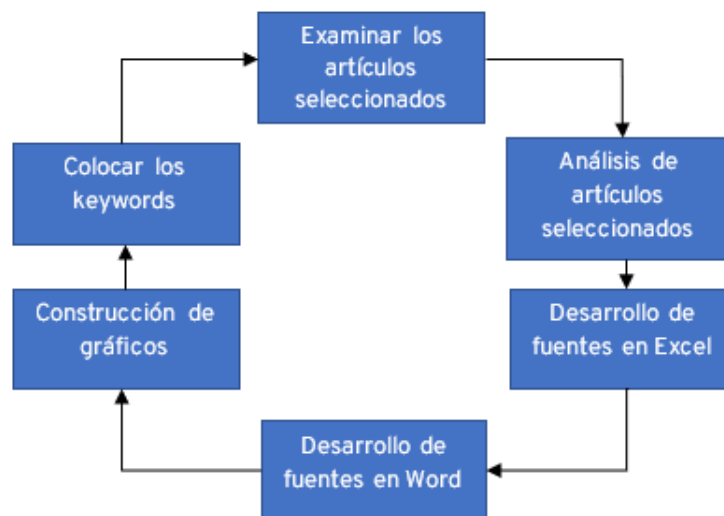 Examinar los
artículos
seleccionados
Colocar los
keywords
Análisis de
artículos
seleccionados
Construcción de
gráficos
Desarrollo de
fuentes en Excel
Desarrollo de
fuentes en Word